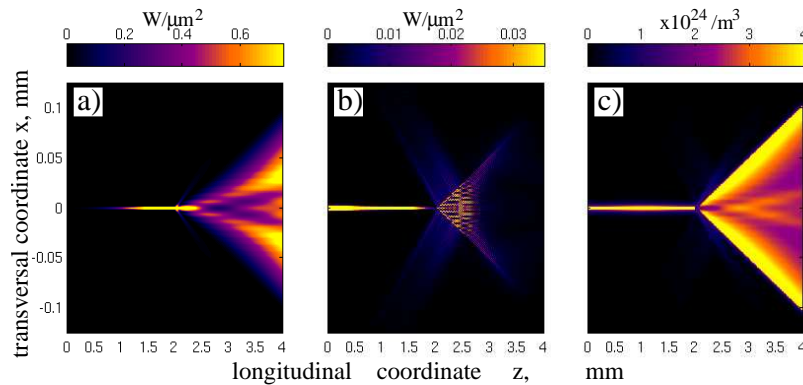 W/μm² W/μm² x10²⁴ /m³
0 0.2 0.4 0.6 0 0.01 0.02 0.03 0 1 2 3 4
transversal coordinate x, mm
a) b) c)
0.1
0.05
0
-0.05
-0.1
0 0.5 1 1.5 2 2.5 3 3.5 4 0 0.5 1 1.5 2 2.5 3 3.5 4 0 0.5 1 1.5 2 2.5 3 3.5 4
longitudinal coordinate z, mm